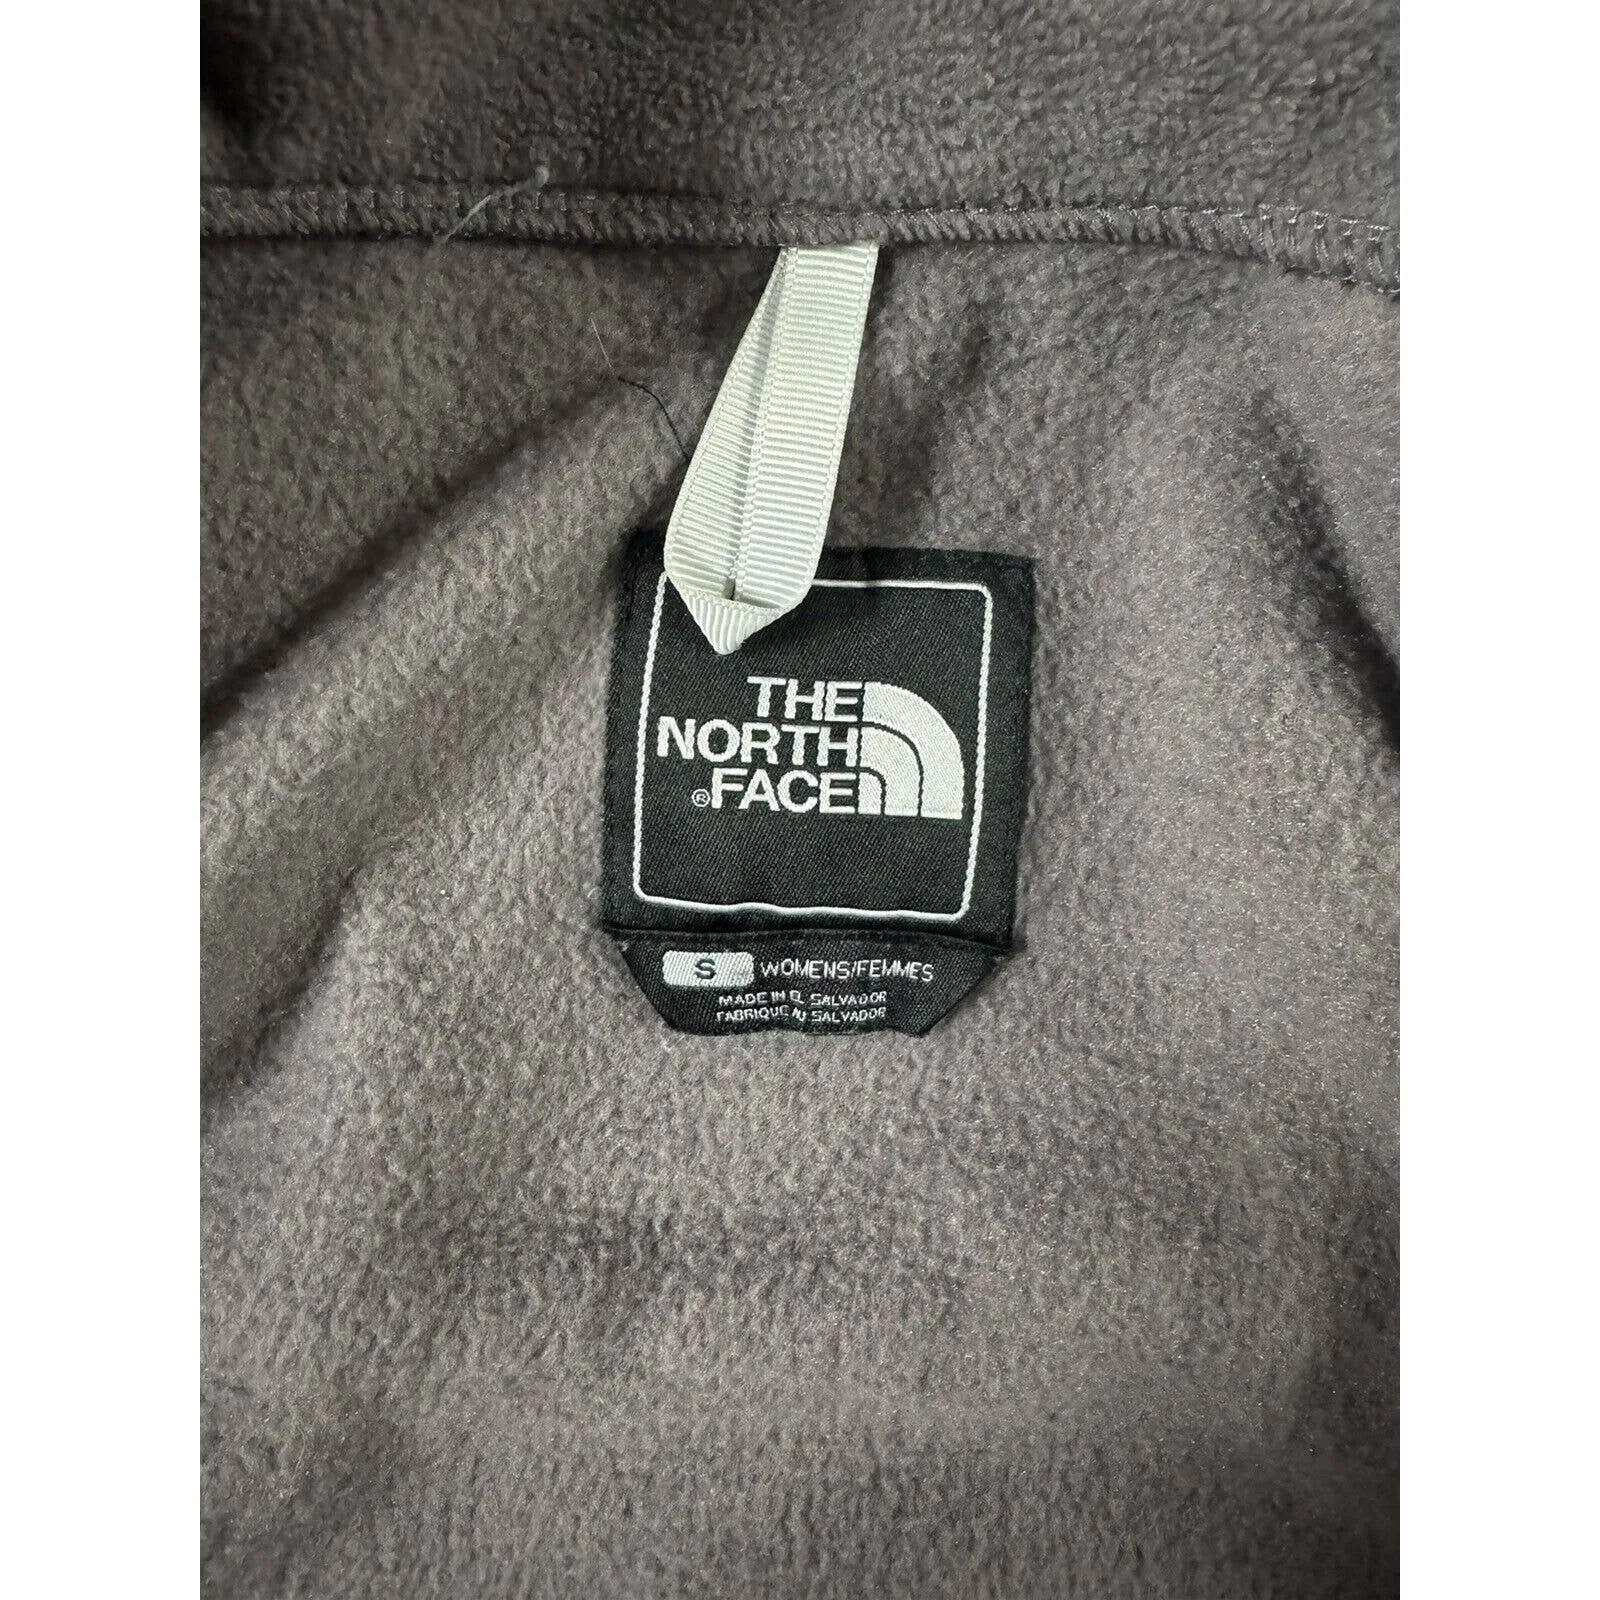 THE
NORTH
®FACE
S WOMENS/FEMMES
MADE IN EL SALVADOR
FABRIQUE AU SALVADOR